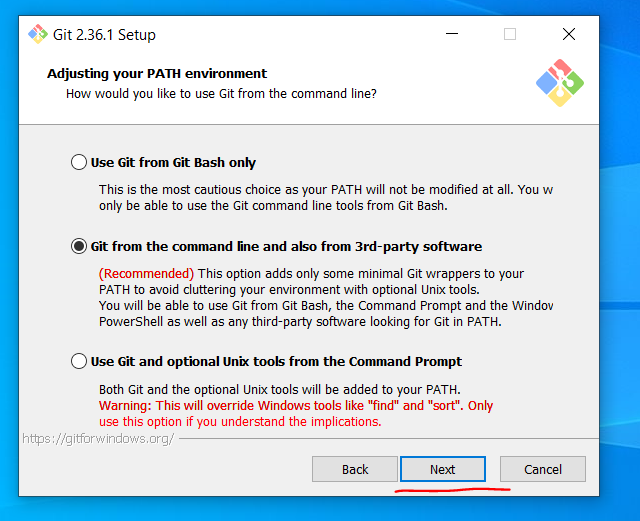 Git 2.36.1 Setup
Adjusting your PATH environment
How would you like to use Git from the command line?
Use Git from Git Bash only
This is the most cautious choice as your PATH will not be modified at all. You w
only be able to use the Git command line tools from Git Bash.
Git from the command line and also from 3rd-party software
(Recommended) This option adds only some minimal Git wrappers to your
PATH to avoid cluttering your environment with optional Unix tools.
You will be able to use Git from Git Bash, the Command Prompt and the Window
PowerShell as well as any third-party software looking for Git in PATH.
Use Git and optional Unix tools from the Command Prompt
Both Git and the optional Unix tools will be added to your PATH.
Warning: This will override Windows tools like "find" and "sort". Only
use this option if you understand the implications.
https://gitforwindows.org/
Back
Next
Cancel